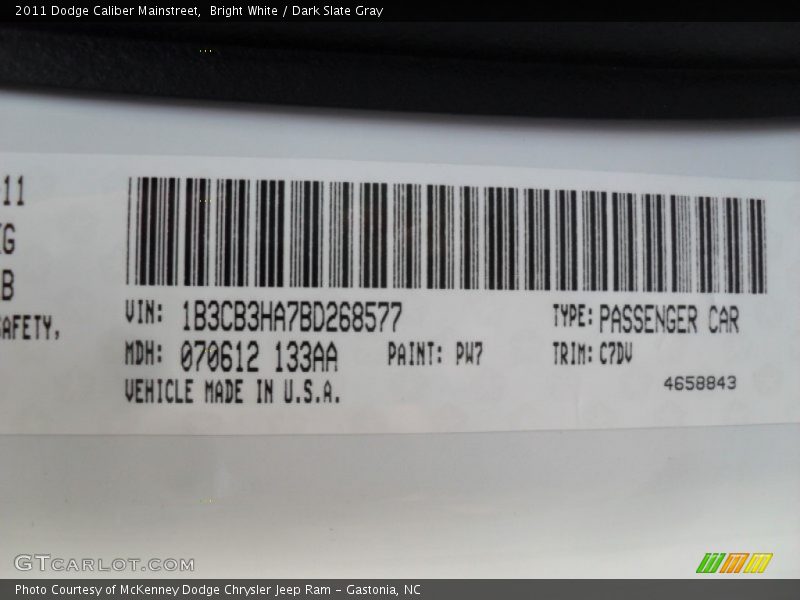 2011 Dodge Caliber Mainstreet,  Bright White / Dark Slate Gray
11
G
B
AFETY,
VIN: 1B3CB3HA7BD268577
TYPE: PASSENGER CAR
MDH: 070612 133AA
PAINT: PW7
TRIM: C7DV
VEHICLE MADE IN U.S.A.
4658843
GTCARLOT.COM
Photo Courtesy of McKenney Dodge Chrysler Jeep Ram - Gastonia, NC